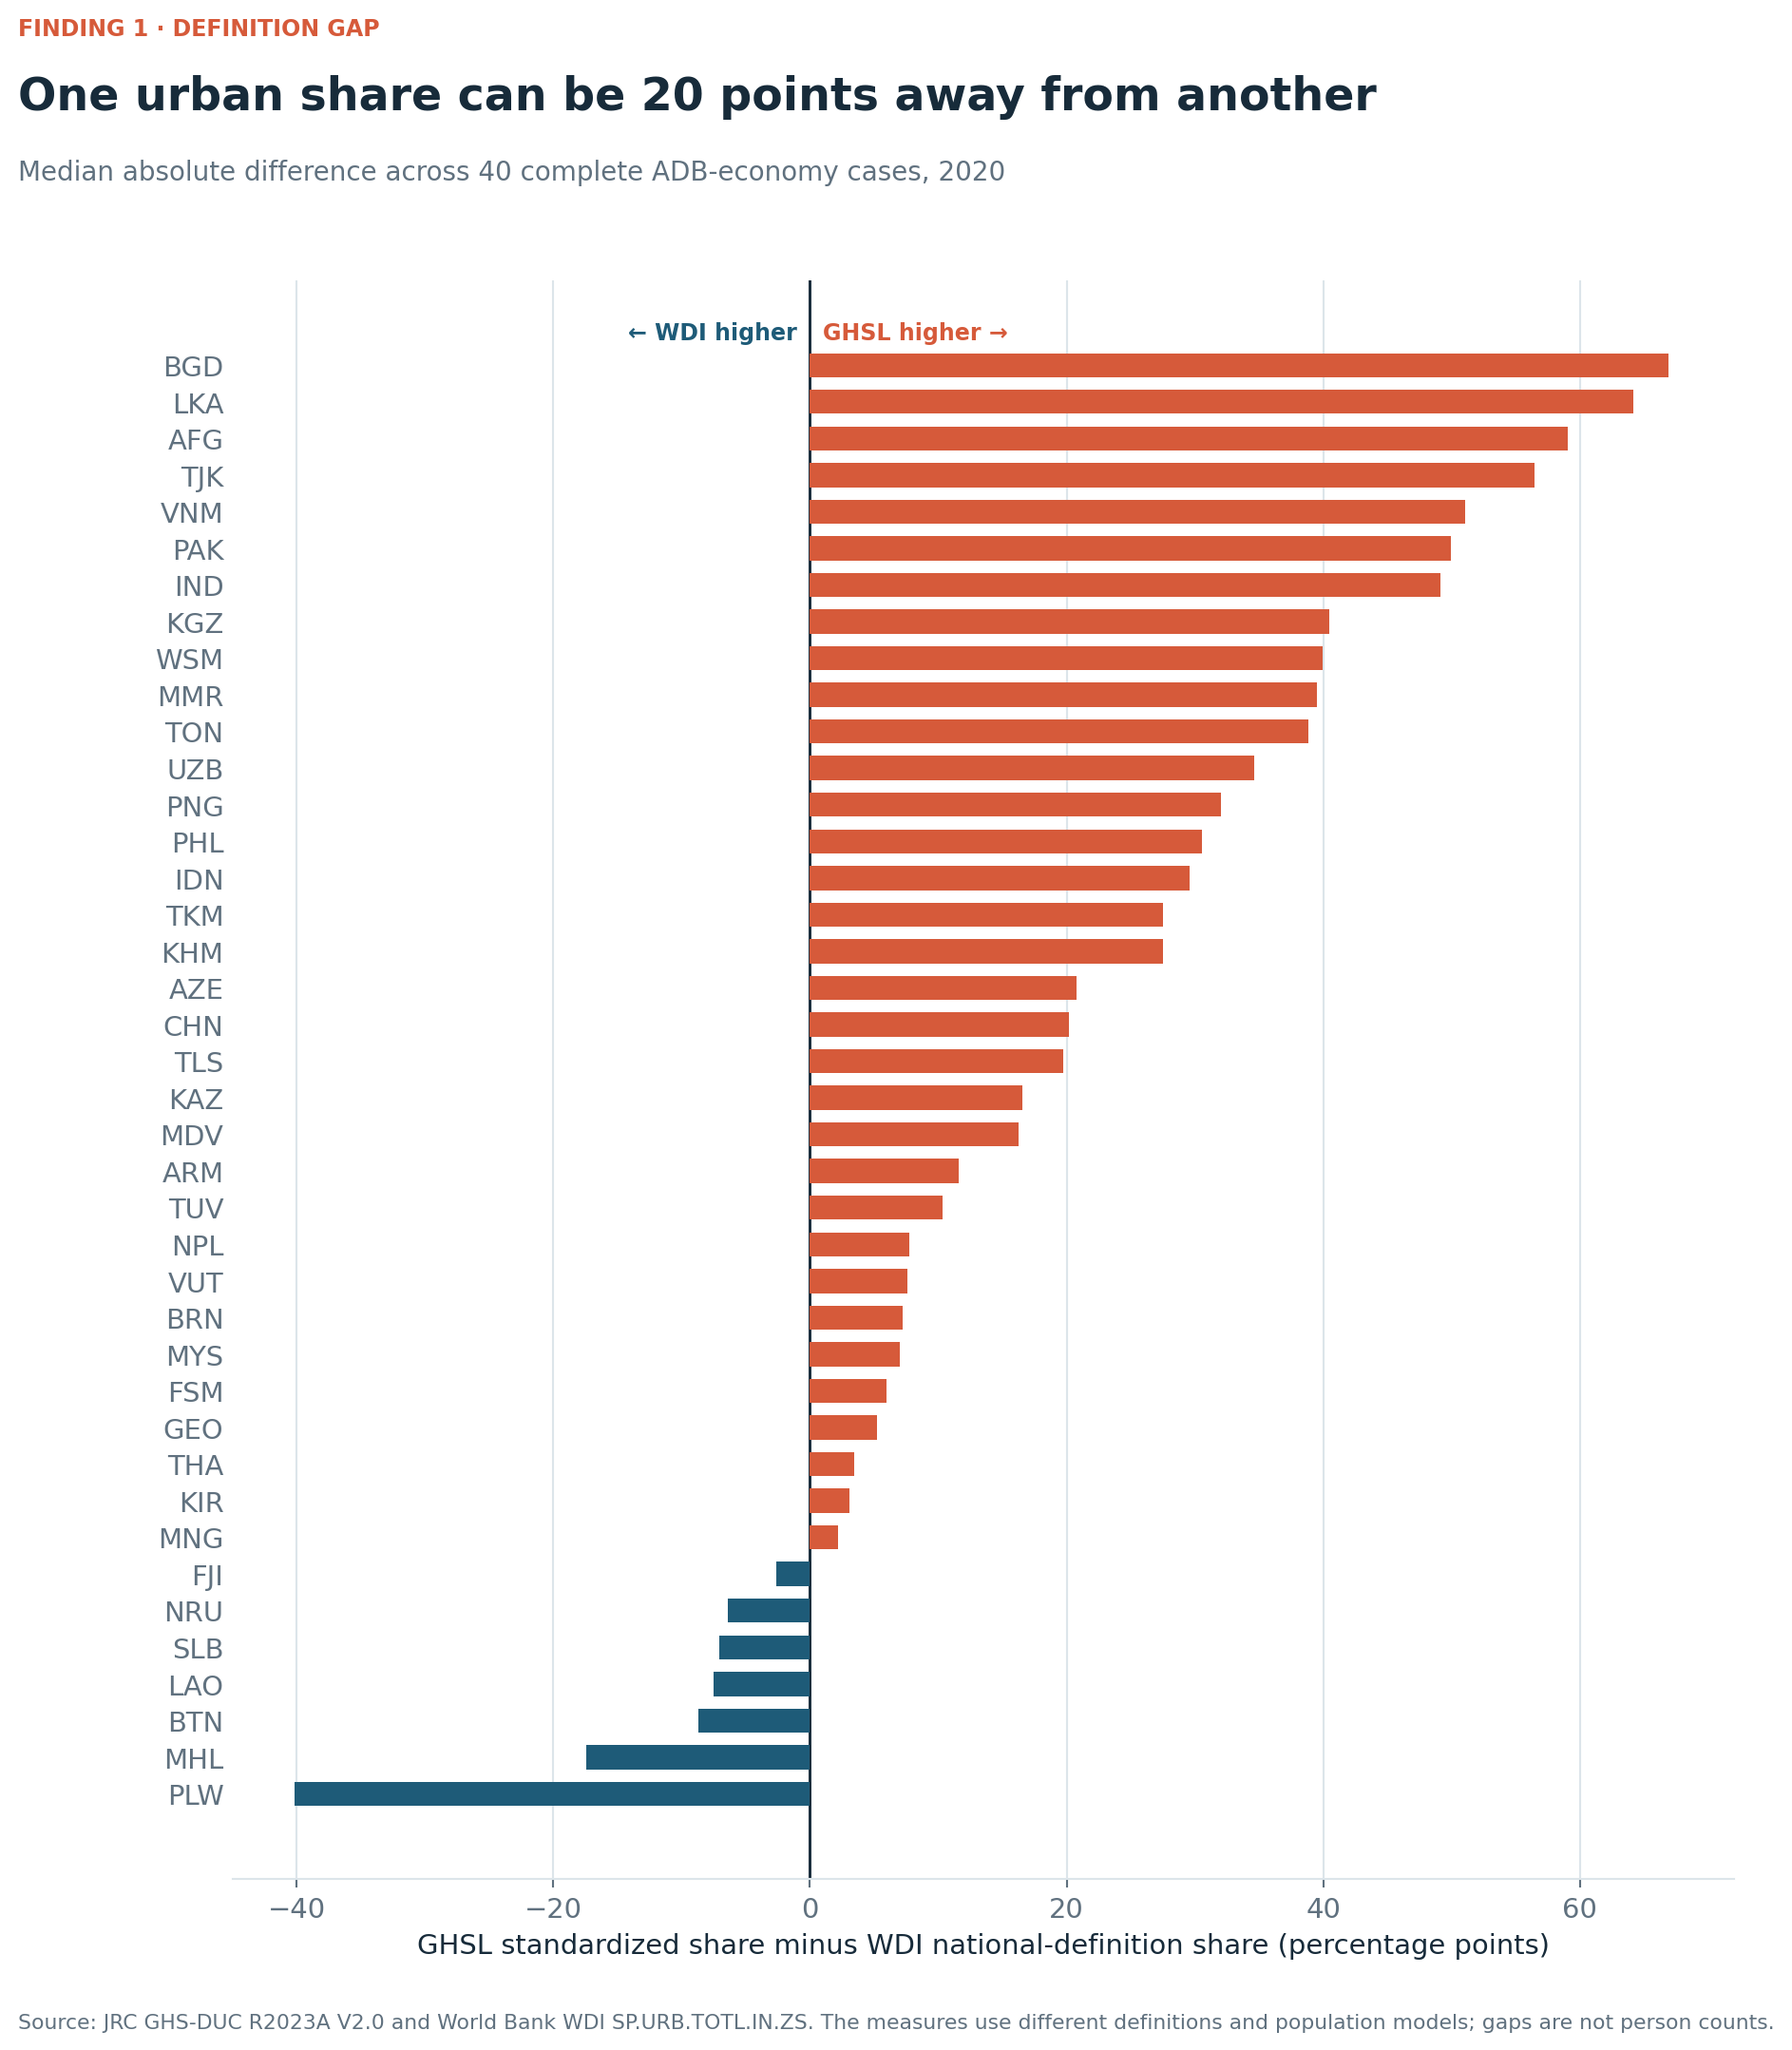 FINDING 1 · DEFINITION GAP
One urban share can be 20 points away from another
Median absolute difference across 40 complete ADB-economy cases, 2020
← WDI higher GHSL higher →
BGD
LKA
AFG
TJK
VNM
PAK
IND
KGZ
WSM
MMR
TON
UZB
PNG
PHL
IDN
TKM
KHM
AZE
CHN
TLS
KAZ
MDV
ARM
TUV
NPL
VUT
BRN
MYS
FSM
GEO
THA
KIR
MNG
FJI
NRU
SLB
LAO
BTN
MHL
PLW
−40 −20 0 20 40 60
GHSL standardized share minus WDI national-definition share (percentage points)
Source: JRC GHS-DUC R2023A V2.0 and World Bank WDI SP.URB.TOTL.IN.ZS. The measures use different definitions and population models; gaps are not person counts.